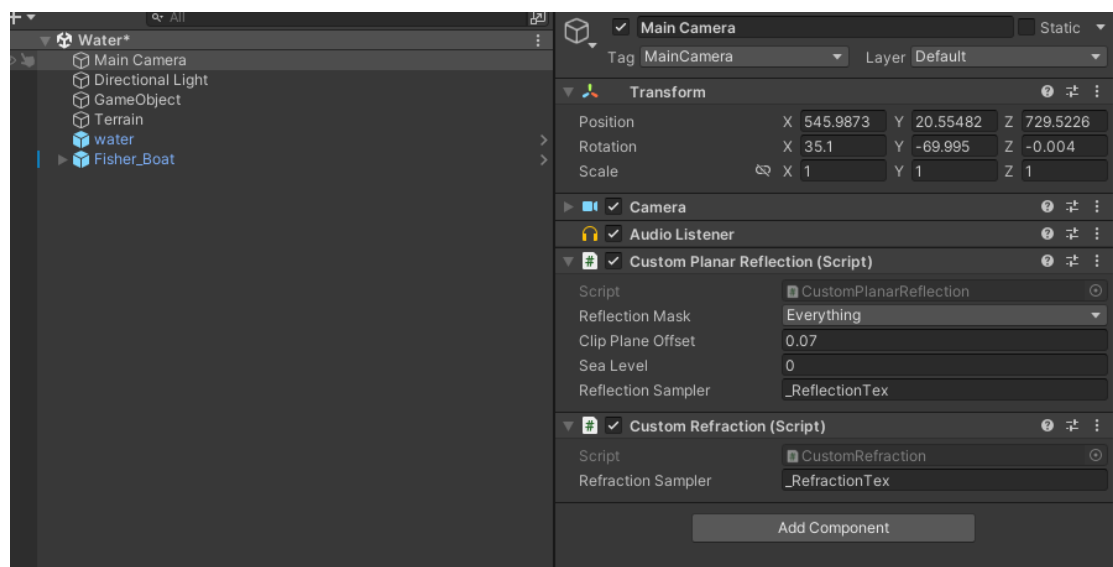 All
Water*
Main Camera
Directional Light
GameObject
Terrain
water
Fisher_Boat
Main Camera
Static
Tag MainCamera Layer Default
Transform
Position X 545.9873 Y 20.55482 Z 729.5226
Rotation X 35.1 Y -69.995 Z -0.004
Scale X 1 Y 1 Z 1
Camera
Audio Listener
# Custom Planar Reflection (Script)
Script # CustomPlanarReflection
Reflection Mask Everything
Clip Plane Offset 0.07
Sea Level 0
Reflection Sampler _ReflectionTex
# Custom Refraction (Script)
Script # CustomRefraction
Refraction Sampler _RefractionTex
Add Component